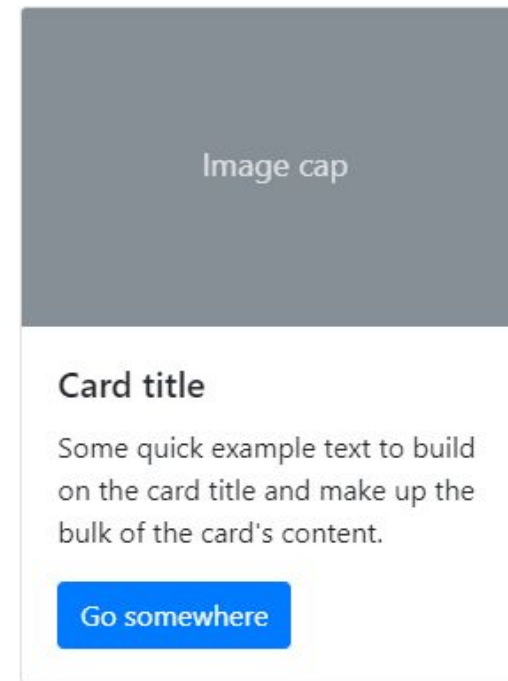 Image cap
Card title
Some quick example text to build
on the card title and make up the
bulk of the card's content.
Go somewhere